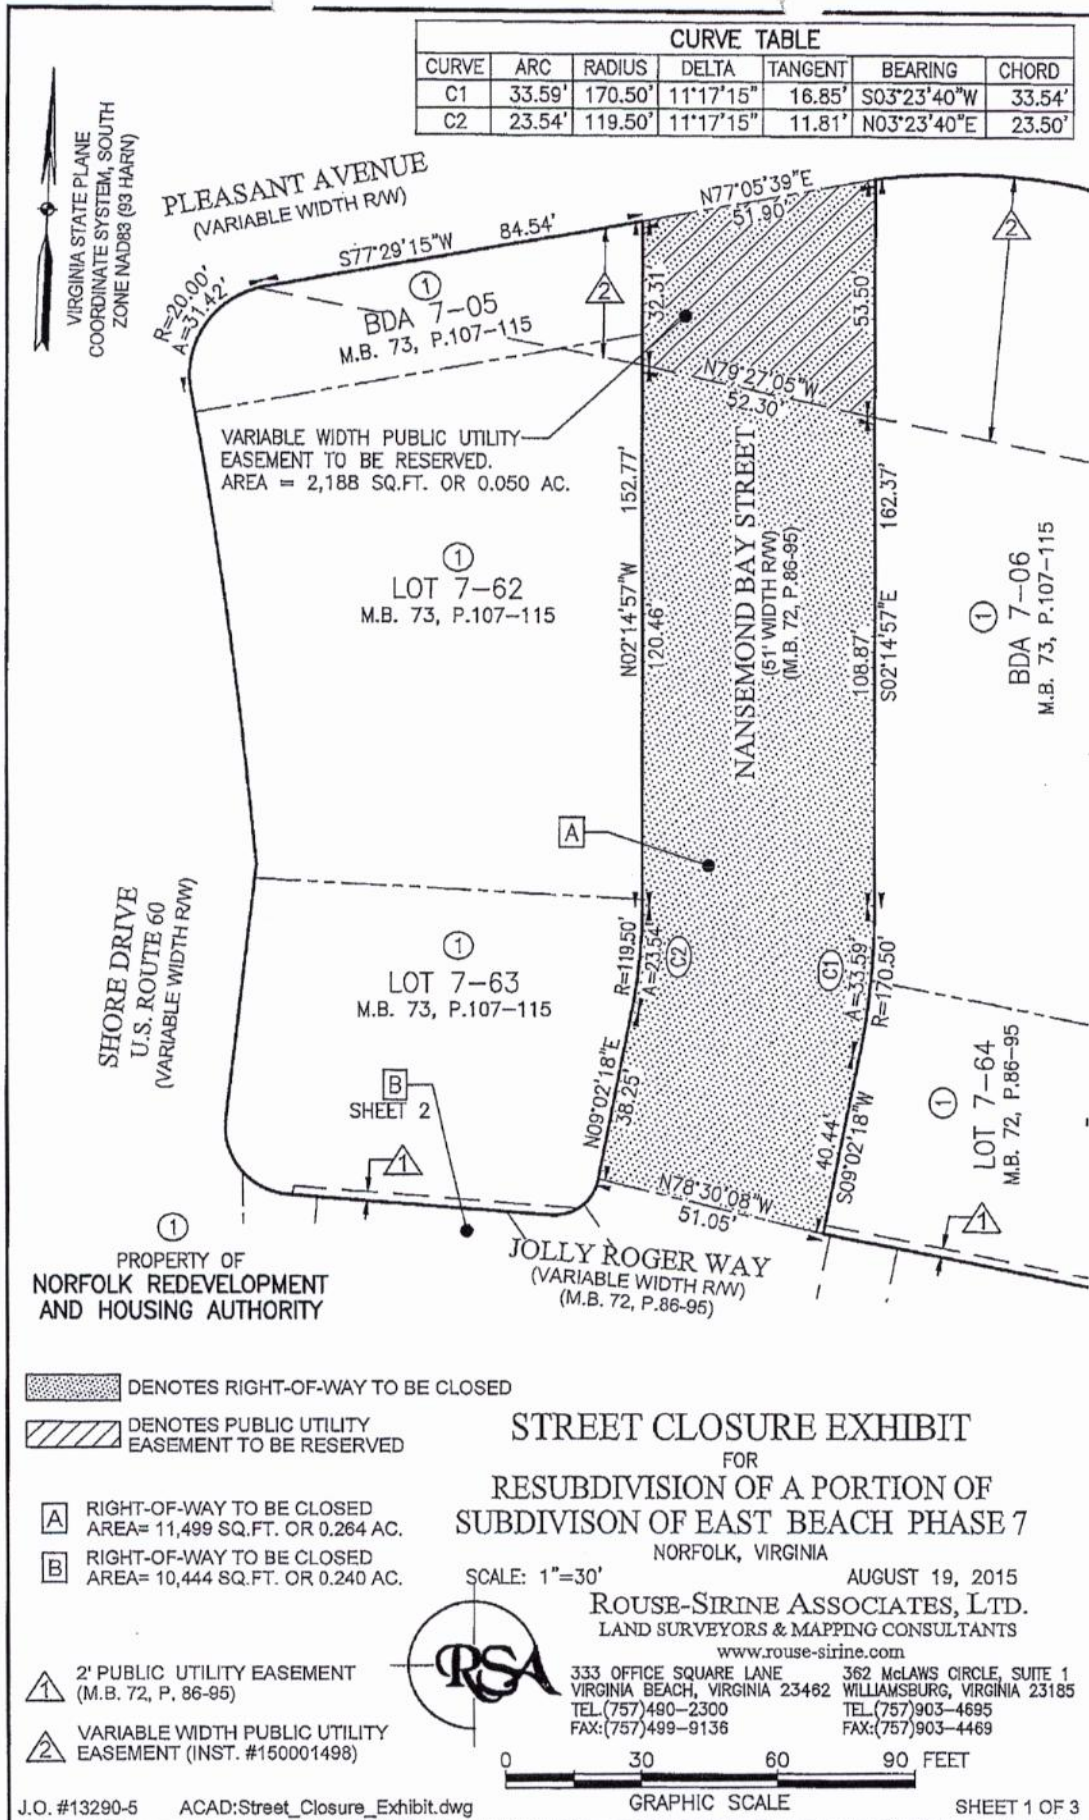 CURVE TABLE
CURVE ARC RADIUS DELTA TANGENT BEARING CHORD
C1 33.59' 170.50' 11°17'15" 16.85' S03°23'40"W 33.54'
C2 23.54' 119.50' 11°17'15" 11.81' N03°23'40"E 23.50'
VIRGINIA STATE PLANE
COORDINATE SYSTEM, SOUTH
ZONE NAD83 (93 HARN)
PLEASANT AVENUE
(VARIABLE WIDTH R/W)
N77°05'39"E
51.90'
S77°29'15"W 84.54'
R=20.00'
A=31.42'
1
BDA 7-05
M.B. 73, P.107-115
2
2
32.31'
53.50'
N79°27'05"W
52.30'
VARIABLE WIDTH PUBLIC UTILITY
EASEMENT TO BE RESERVED.
AREA = 2,188 SQ.FT. OR 0.050 AC.
152.77'
N02°14'57"W
120.46'
NANSEMOND BAY STREET
(51' WIDTH R/W)
(M.B. 72, P.86-95)
162.37'
108.87'
S02°14'57"E
1
LOT 7-62
M.B. 73, P.107-115
1
BDA 7-06
M.B. 73, P.107-115
A
SHORE DRIVE
U.S. ROUTE 60
(VARIABLE WIDTH R/W)
1
LOT 7-63
M.B. 73, P.107-115
R=119.50'
A=23.54'
C2
C1
A=33.59'
R=170.50'
N09°02'18"E
38.25'
40.44'
S09°02'18"W
1
LOT 7-64
M.B. 72, P.86-95
B
SHEET 2
1
1
N78°30'08"W
51.05'
JOLLY ROGER WAY
(VARIABLE WIDTH R/W)
(M.B. 72, P.86-95)
1
PROPERTY OF
NORFOLK REDEVELOPMENT
AND HOUSING AUTHORITY
DENOTES RIGHT-OF-WAY TO BE CLOSED
DENOTES PUBLIC UTILITY
EASEMENT TO BE RESERVED
A RIGHT-OF-WAY TO BE CLOSED
AREA= 11,499 SQ.FT. OR 0.264 AC.
B RIGHT-OF-WAY TO BE CLOSED
AREA= 10,444 SQ.FT. OR 0.240 AC.
1 2' PUBLIC UTILITY EASEMENT
(M.B. 72, P. 86-95)
2 VARIABLE WIDTH PUBLIC UTILITY
EASEMENT (INST. #150001498)
STREET CLOSURE EXHIBIT
FOR
RESUBDIVISION OF A PORTION OF
SUBDIVISON OF EAST BEACH PHASE 7
NORFOLK, VIRGINIA
SCALE: 1"=30' AUGUST 19, 2015
ROUSE-SIRINE ASSOCIATES, LTD.
LAND SURVEYORS & MAPPING CONSULTANTS
www.rouse-sirine.com
RSA
333 OFFICE SQUARE LANE
VIRGINIA BEACH, VIRGINIA 23462
TEL.(757)490-2300
FAX:(757)499-9136
362 McLAWS CIRCLE, SUITE 1
WILLIAMSBURG, VIRGINIA 23185
TEL.(757)903-4695
FAX:(757)903-4469
0 30 60 90 FEET
GRAPHIC SCALE
J.O. #13290-5 ACAD:Street_Closure_Exhibit.dwg SHEET 1 OF 3